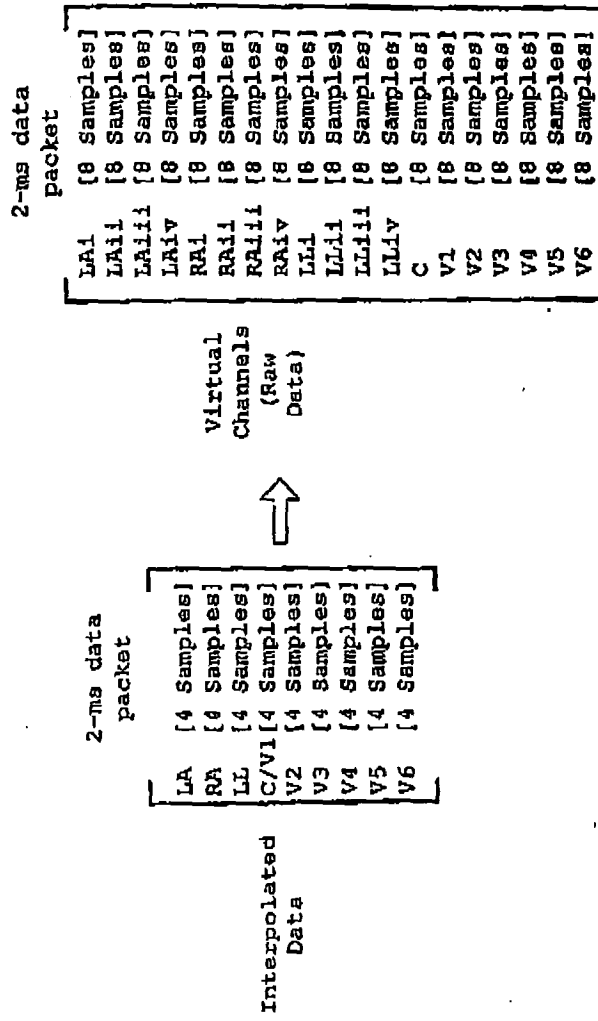 2-ms data
packet
LA [4 Samples]
RA [4 Samples]
LL [4 Samples]
C/V1 [4 Samples]
V2 [4 Samples]
V3 [4 Samples]
V4 [4 Samples]
V5 [4 Samples]
V6 [4 Samples]
Interpolated
Data
Virtual
Channels
(Raw
Data)
2-ms data
packet
LAi [8 Samples]
LAii [8 Samples]
LAiii [8 Samples]
LAiv [8 Samples]
RAi [8 Samples]
RAii [8 Samples]
RAiii [8 Samples]
RAiv [8 Samples]
LLi [8 Samples]
LLii [8 Samples]
LLiii [8 Samples]
LLiv [8 Samples]
C [8 Samples]
V1 [8 Samples]
V2 [8 Samples]
V3 [8 Samples]
V4 [8 Samples]
V5 [8 Samples]
V6 [8 Samples]